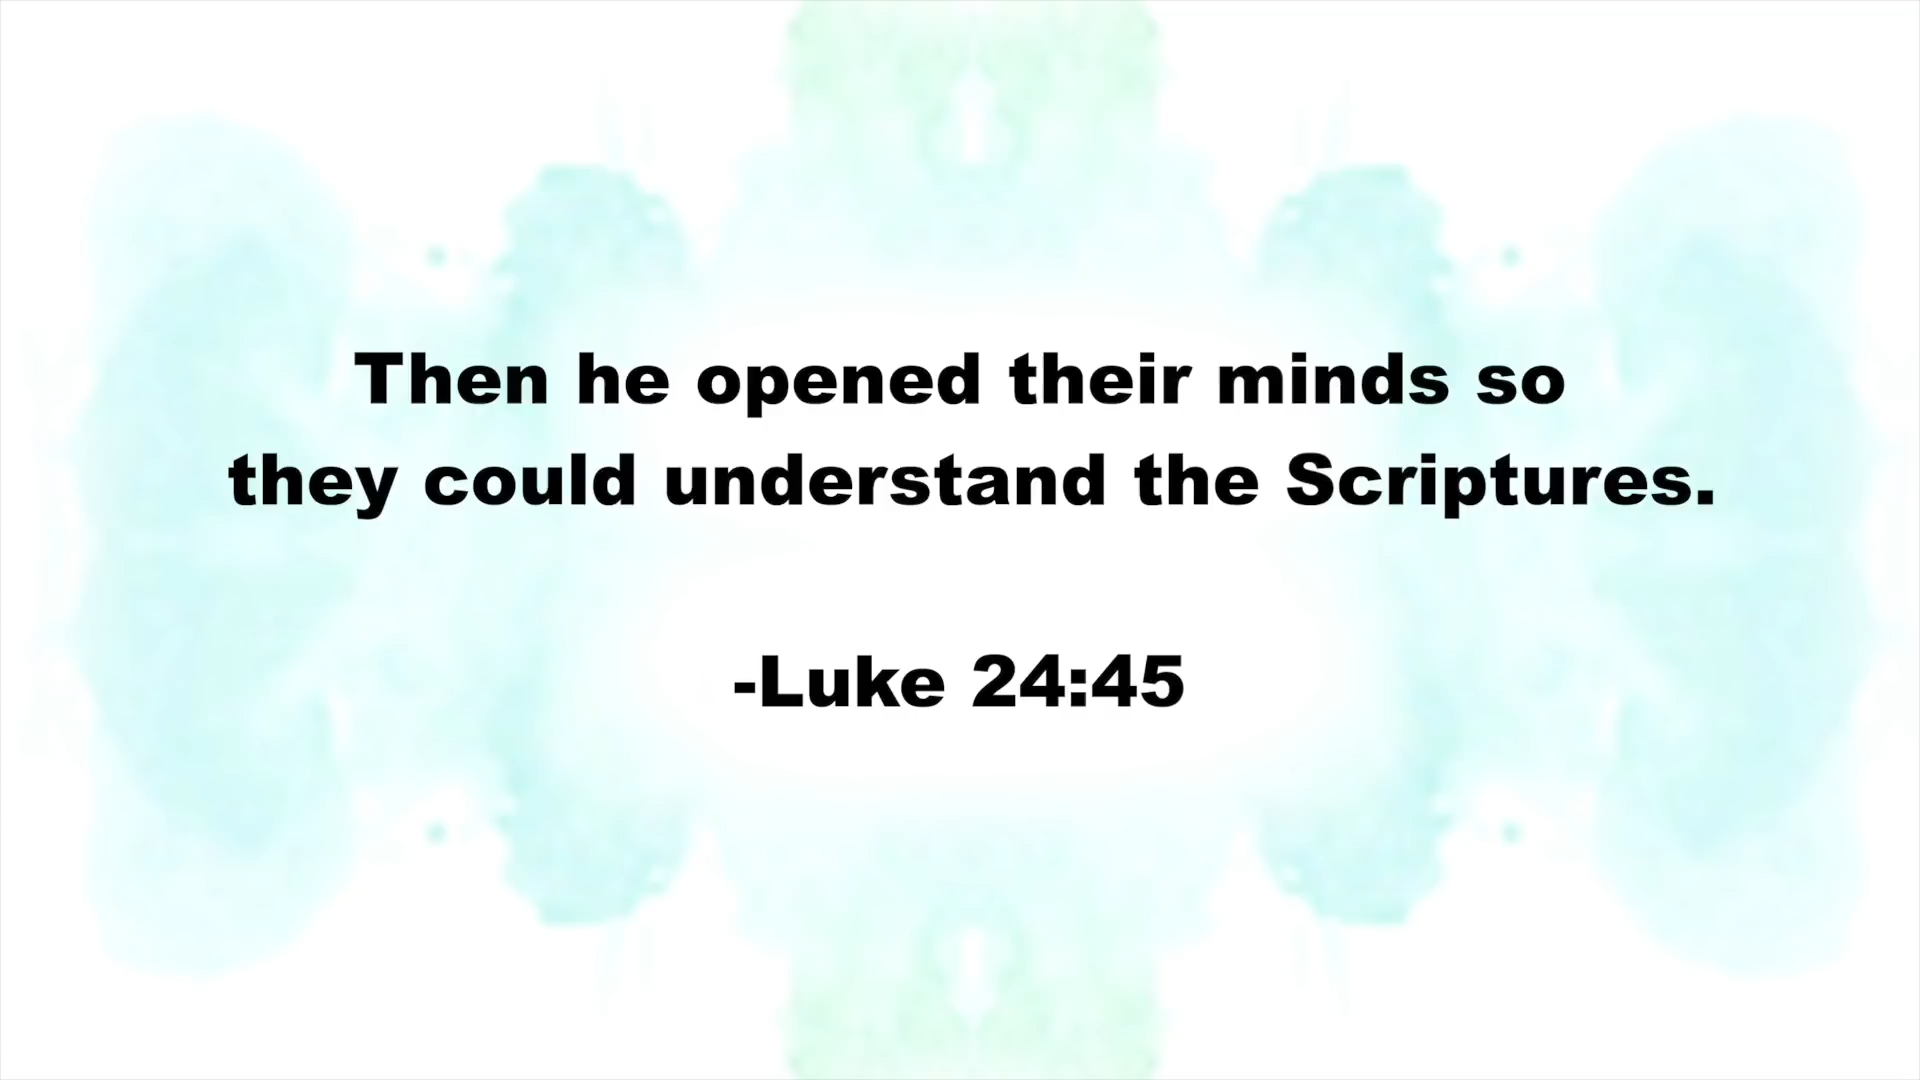 Then he opened their minds so
they could understand the Scriptures.
-Luke 24:45